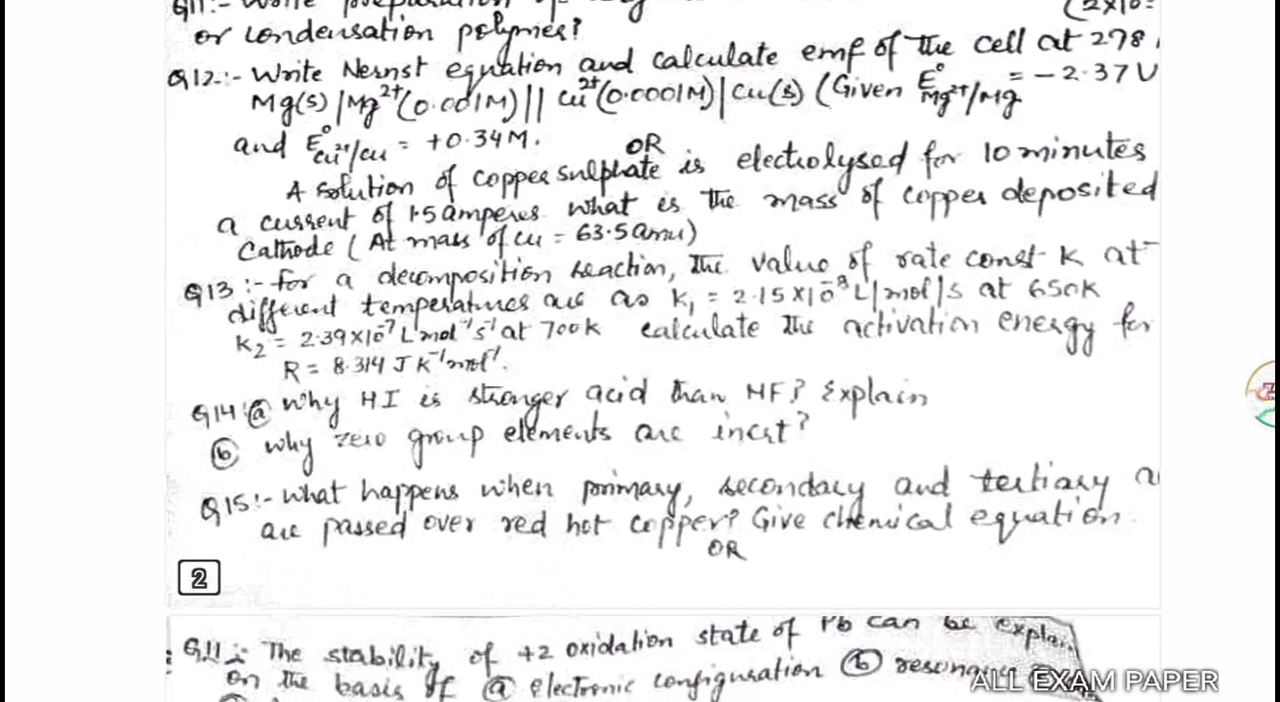 or condensation polymers?
(2x10=
Q12:- Write Nernst equation and calculate emf of the cell at 278
Mg(s) | Mg²⁺(0.001M) || Cu²⁺(0.0001M) | Cu(s) (Given E°Mg²⁺/Mg = -2.37V
and E°Cu²⁺/Cu = +0.34M.
OR
A solution of copper sulphate is electrolysed for 10 minutes
a current of 1.5 amperes what is the mass of copper deposited
Cathode (At mass of Cu = 63.5 amu)
Q13:- for a decomposition reaction, the value of rate const K at
different temperatures are as K₁ = 2.15 X 10⁻⁸ L/mol/s at 650K
K₂ = 2.39 X 10⁻⁷ L mol⁻¹ s⁻¹ at 700K calculate the activation energy for
R = 8.314 J K⁻¹ mol⁻¹.
Q14 (a) Why HI is stronger acid than HF? Explain
(b) why zero group elements are inert?
Q15:- What happens when primary, secondary and tertiary a
are passed over red hot copper? Give chemical equation.
OR
2
Q11:- The stability of +2 oxidation state of Pb can be explain
on the basis of (a) electronic configuration (b) resonance
ALL EXAM PAPER